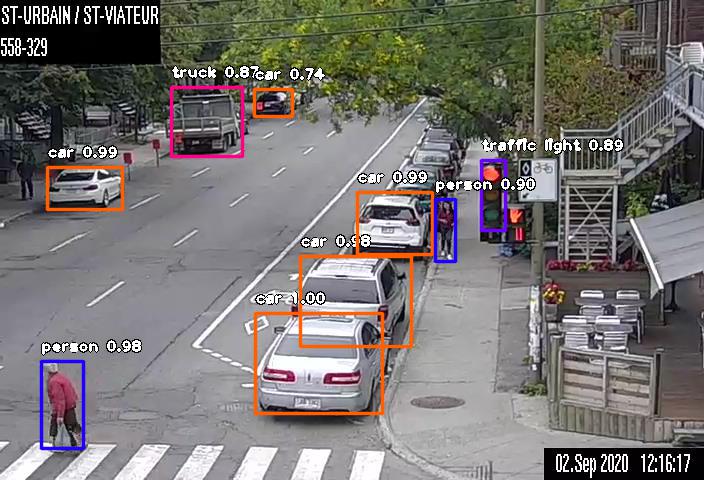 ST-URBAIN / ST-VIATEUR
558-329
truck 0.87
car 0.74
traffic light 0.89
car 0.99
car 0.99
person 0.90
car 0.98
car 1.00
person 0.98
02.Sep 2020 12:16:17